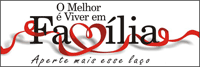 O Melhor
é Viver em
Família
Aperte mais esse laço